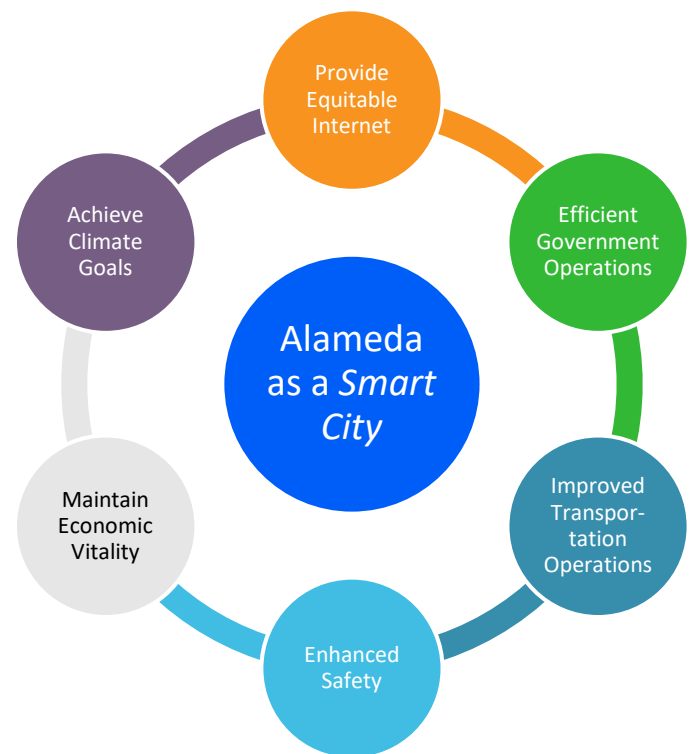 Provide
Equitable
Internet
Efficient
Government
Operations
Improved
Transpor-
tation
Operations
Enhanced
Safety
Maintain
Economic
Vitality
Achieve
Climate
Goals
Alameda
as a Smart
City